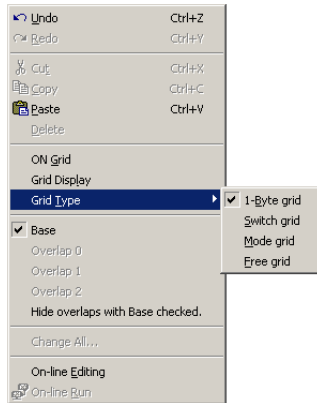 Undo Ctrl+Z
Redo Ctrl+Y
Cut Ctrl+X
Copy Ctrl+C
Paste Ctrl+V
Delete
ON Grid
Grid Display
Grid Type
1-Byte grid
Switch grid
Mode grid
Free grid
Base
Overlap 0
Overlap 1
Overlap 2
Hide overlaps with Base checked.
Change All...
On-line Editing
On-line Run